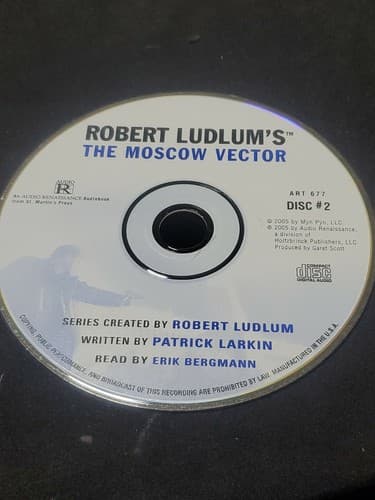 ROBERT LUDLUM'S™
THE MOSCOW VECTOR
AUDIO
R
An AUDIO RENAISSANCE Audiobook
from St. Martin's Press
ART 677
DISC #2
© 2005 by Myn Pyn, LLC.
℗ 2005 by Audio Renaissance,
a division of
Holtzbrinck Publishers, LLC
Produced by Garet Scott
COMPACT
disc
DIGITAL AUDIO
SERIES CREATED BY ROBERT LUDLUM
WRITTEN BY PATRICK LARKIN
READ BY ERIK BERGMANN
COPYING, PUBLIC PERFORMANCE, AND BROADCAST OF THIS RECORDING ARE PROHIBITED BY LAW. MANUFACTURED IN THE U.S.A.